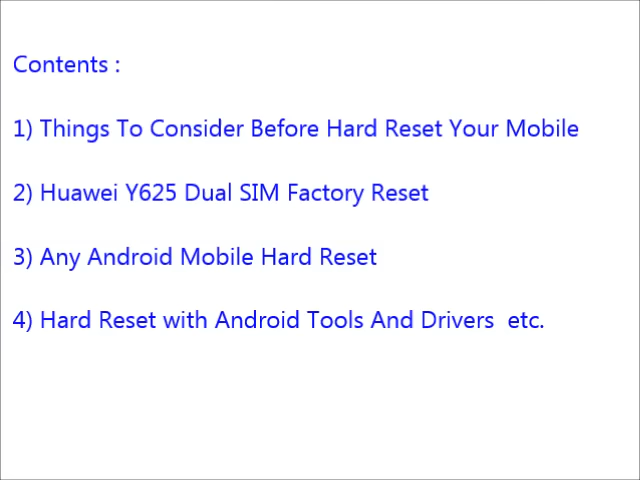 Contents :
1) Things To Consider Before Hard Reset Your Mobile
2) Huawei Y625 Dual SIM Factory Reset
3) Any Android Mobile Hard Reset
4) Hard Reset with Android Tools And Drivers  etc.